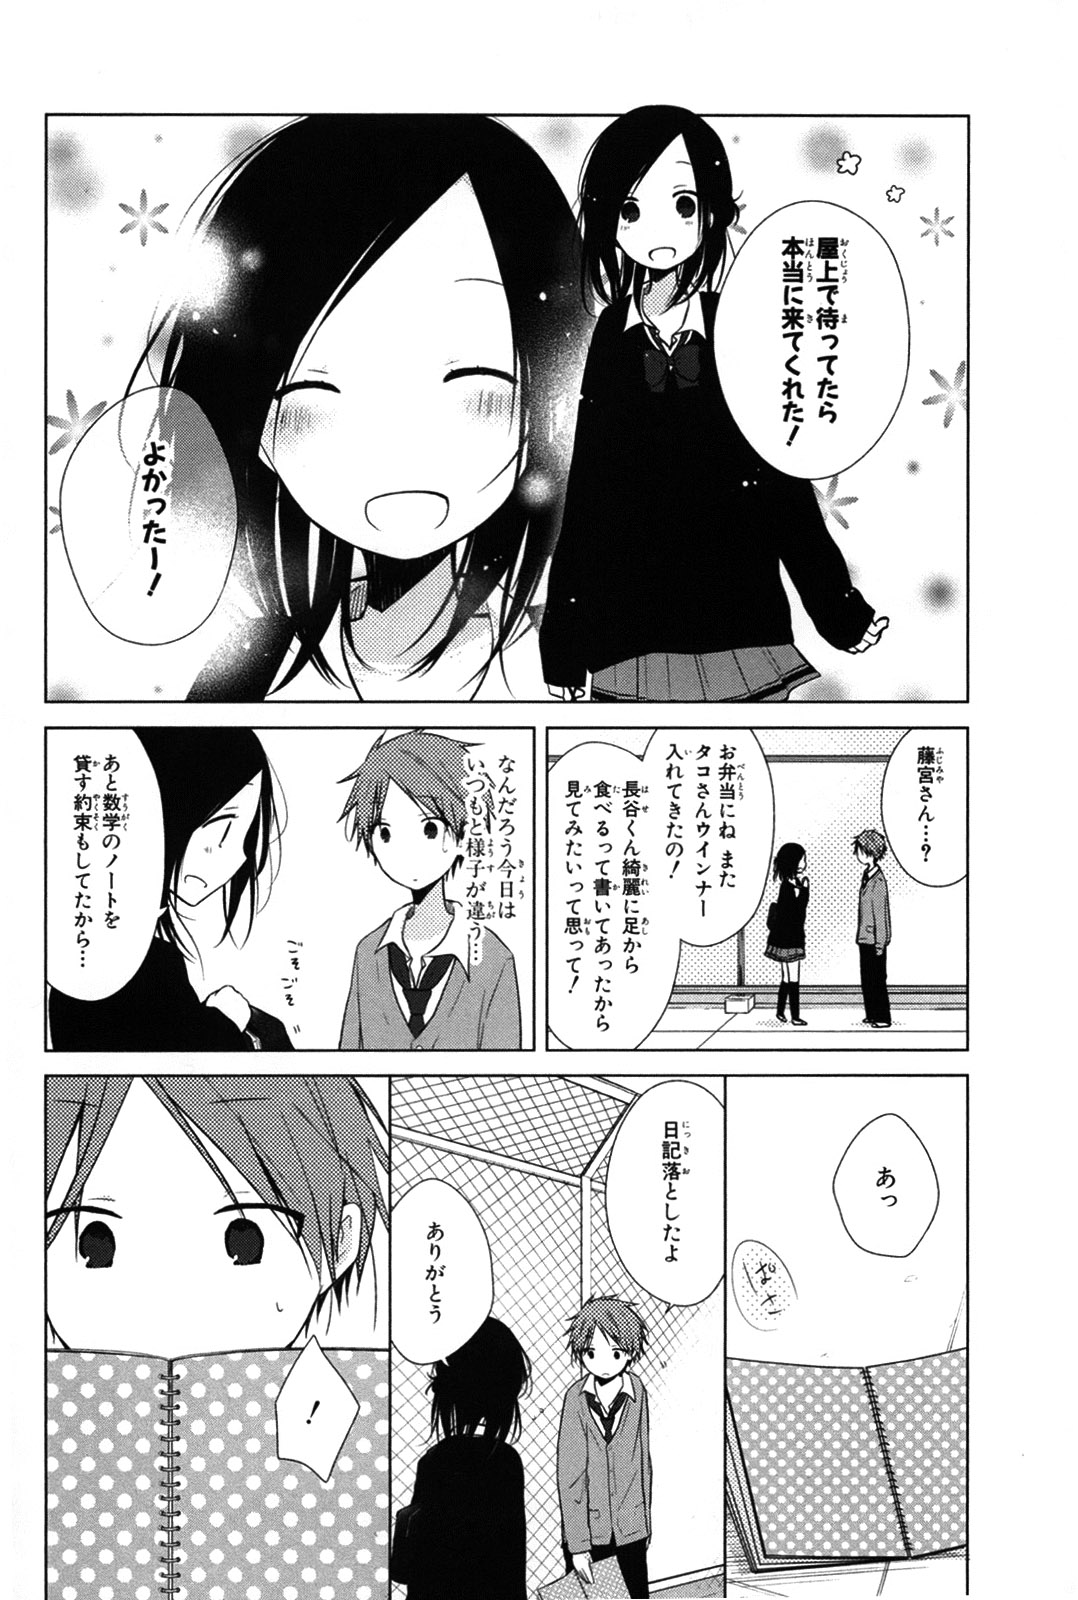 屋上で待ってたら
本当に来てくれた!
よかったー!
藤宮さん…?
お弁当にね また
タコさんウインナー
入れてきたの!
長谷くん綺麗に足から
食べるって書いてあったから
見てみたいって思って!
なんだろう今日は
いつもと様子が違う…
ごそ
ごそ
あと数学のノートを
貸す約束もしてたから…
あっ
ぱさ
日記落としたよ
ありがとう
!